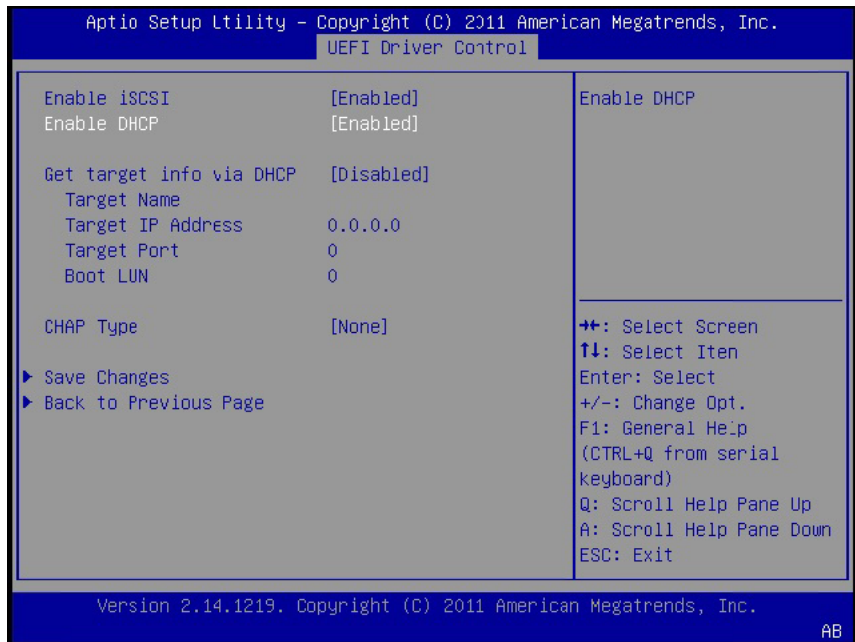 Aptio Setup Utility – Copyright (C) 2011 American Megatrends, Inc.
UEFI Driver Control
Enable iSCSI [Enabled]
Enable DHCP [Enabled]
Get target info via DHCP [Disabled]
Target Name
Target IP Address 0.0.0.0
Target Port 0
Boot LUN 0
CHAP Type [None]
▶ Save Changes
▶ Back to Previous Page
Enable DHCP
→←: Select Screen
↑↓: Select Item
Enter: Select
+/-: Change Opt.
F1: General Help
(CTRL+Q from serial
keyboard)
Q: Scroll Help Pane Up
A: Scroll Help Pane Down
ESC: Exit
Version 2.14.1219. Copyright (C) 2011 American Megatrends, Inc.
AB